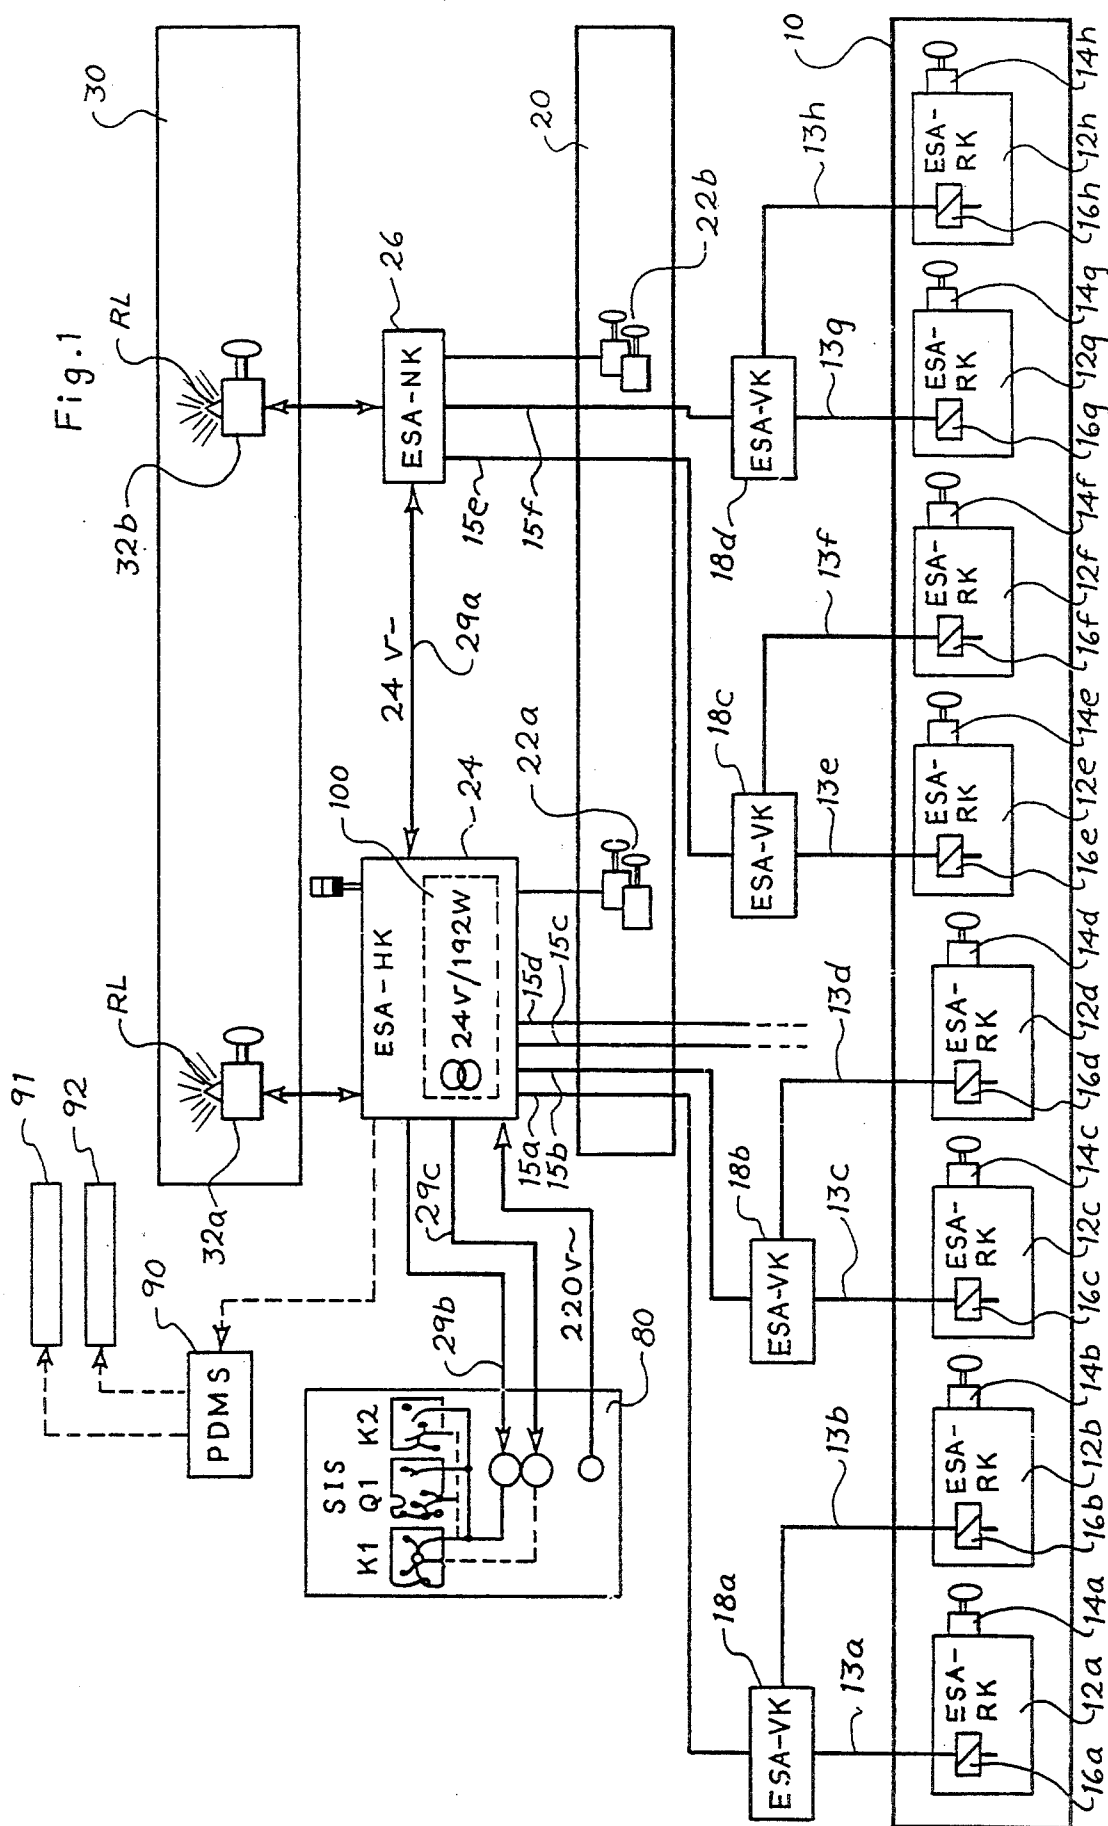 Fig.1
91
92
90
PDMS
RL
32a
RL
32b
30
SIS
K1
Q1
K2
80
29b
29c
220V~
ESA-HK
24V/192W
100
24
24 V-
29a
ESA-NK
26
15a
15b
15c
15d
15e
15f
22a
20
22b
ESA-VK
18a
ESA-VK
18b
ESA-VK
18c
ESA-VK
18d
13a
13b
13c
13d
13e
13f
13g
13h
10
ESA-
RK
ESA-
RK
ESA-
RK
ESA-
RK
ESA-
RK
ESA-
RK
ESA-
RK
ESA-
RK
16a
12a
14a
16b
12b
14b
16c
12c
14c
16d
12d
14d
16e
12e
14e
16f
12f
14f
16g
12g
14g
16h
12h
14h